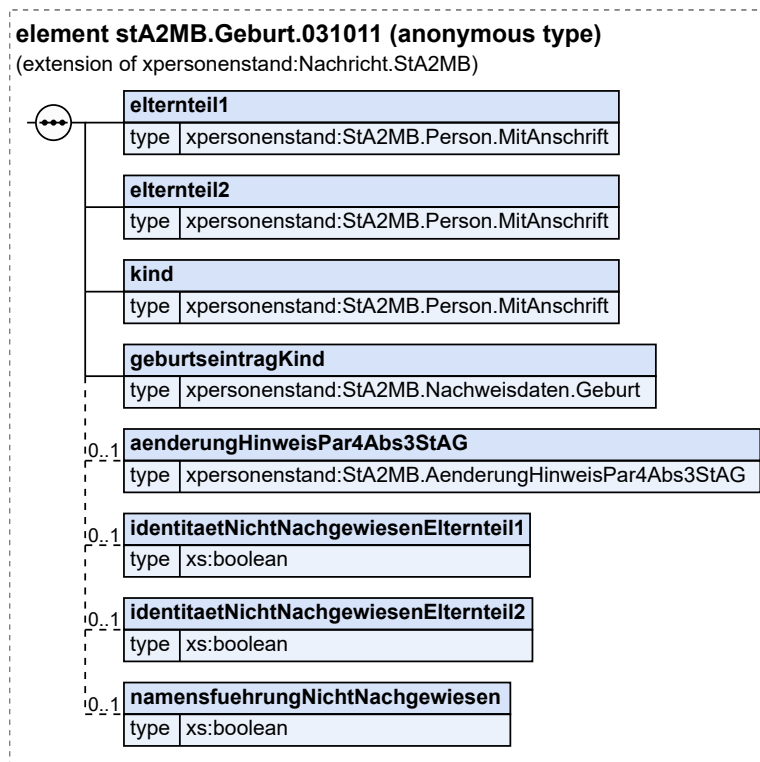 element stA2MB.Geburt.031011 (anonymous type)
(extension of xpersonenstand:Nachricht.StA2MB)
elternteil1
type xpersonenstand:StA2MB.Person.MitAnschrift
elternteil2
type xpersonenstand:StA2MB.Person.MitAnschrift
kind
type xpersonenstand:StA2MB.Person.MitAnschrift
geburtseintragKind
type xpersonenstand:StA2MB.Nachweisdaten.Geburt
0..1 aenderungHinweisPar4Abs3StAG
type xpersonenstand:StA2MB.AenderungHinweisPar4Abs3StAG
0..1 identitaetNichtNachgewiesenElternteil1
type xs:boolean
0..1 identitaetNichtNachgewiesenElternteil2
type xs:boolean
0..1 namensfuehrungNichtNachgewiesen
type xs:boolean